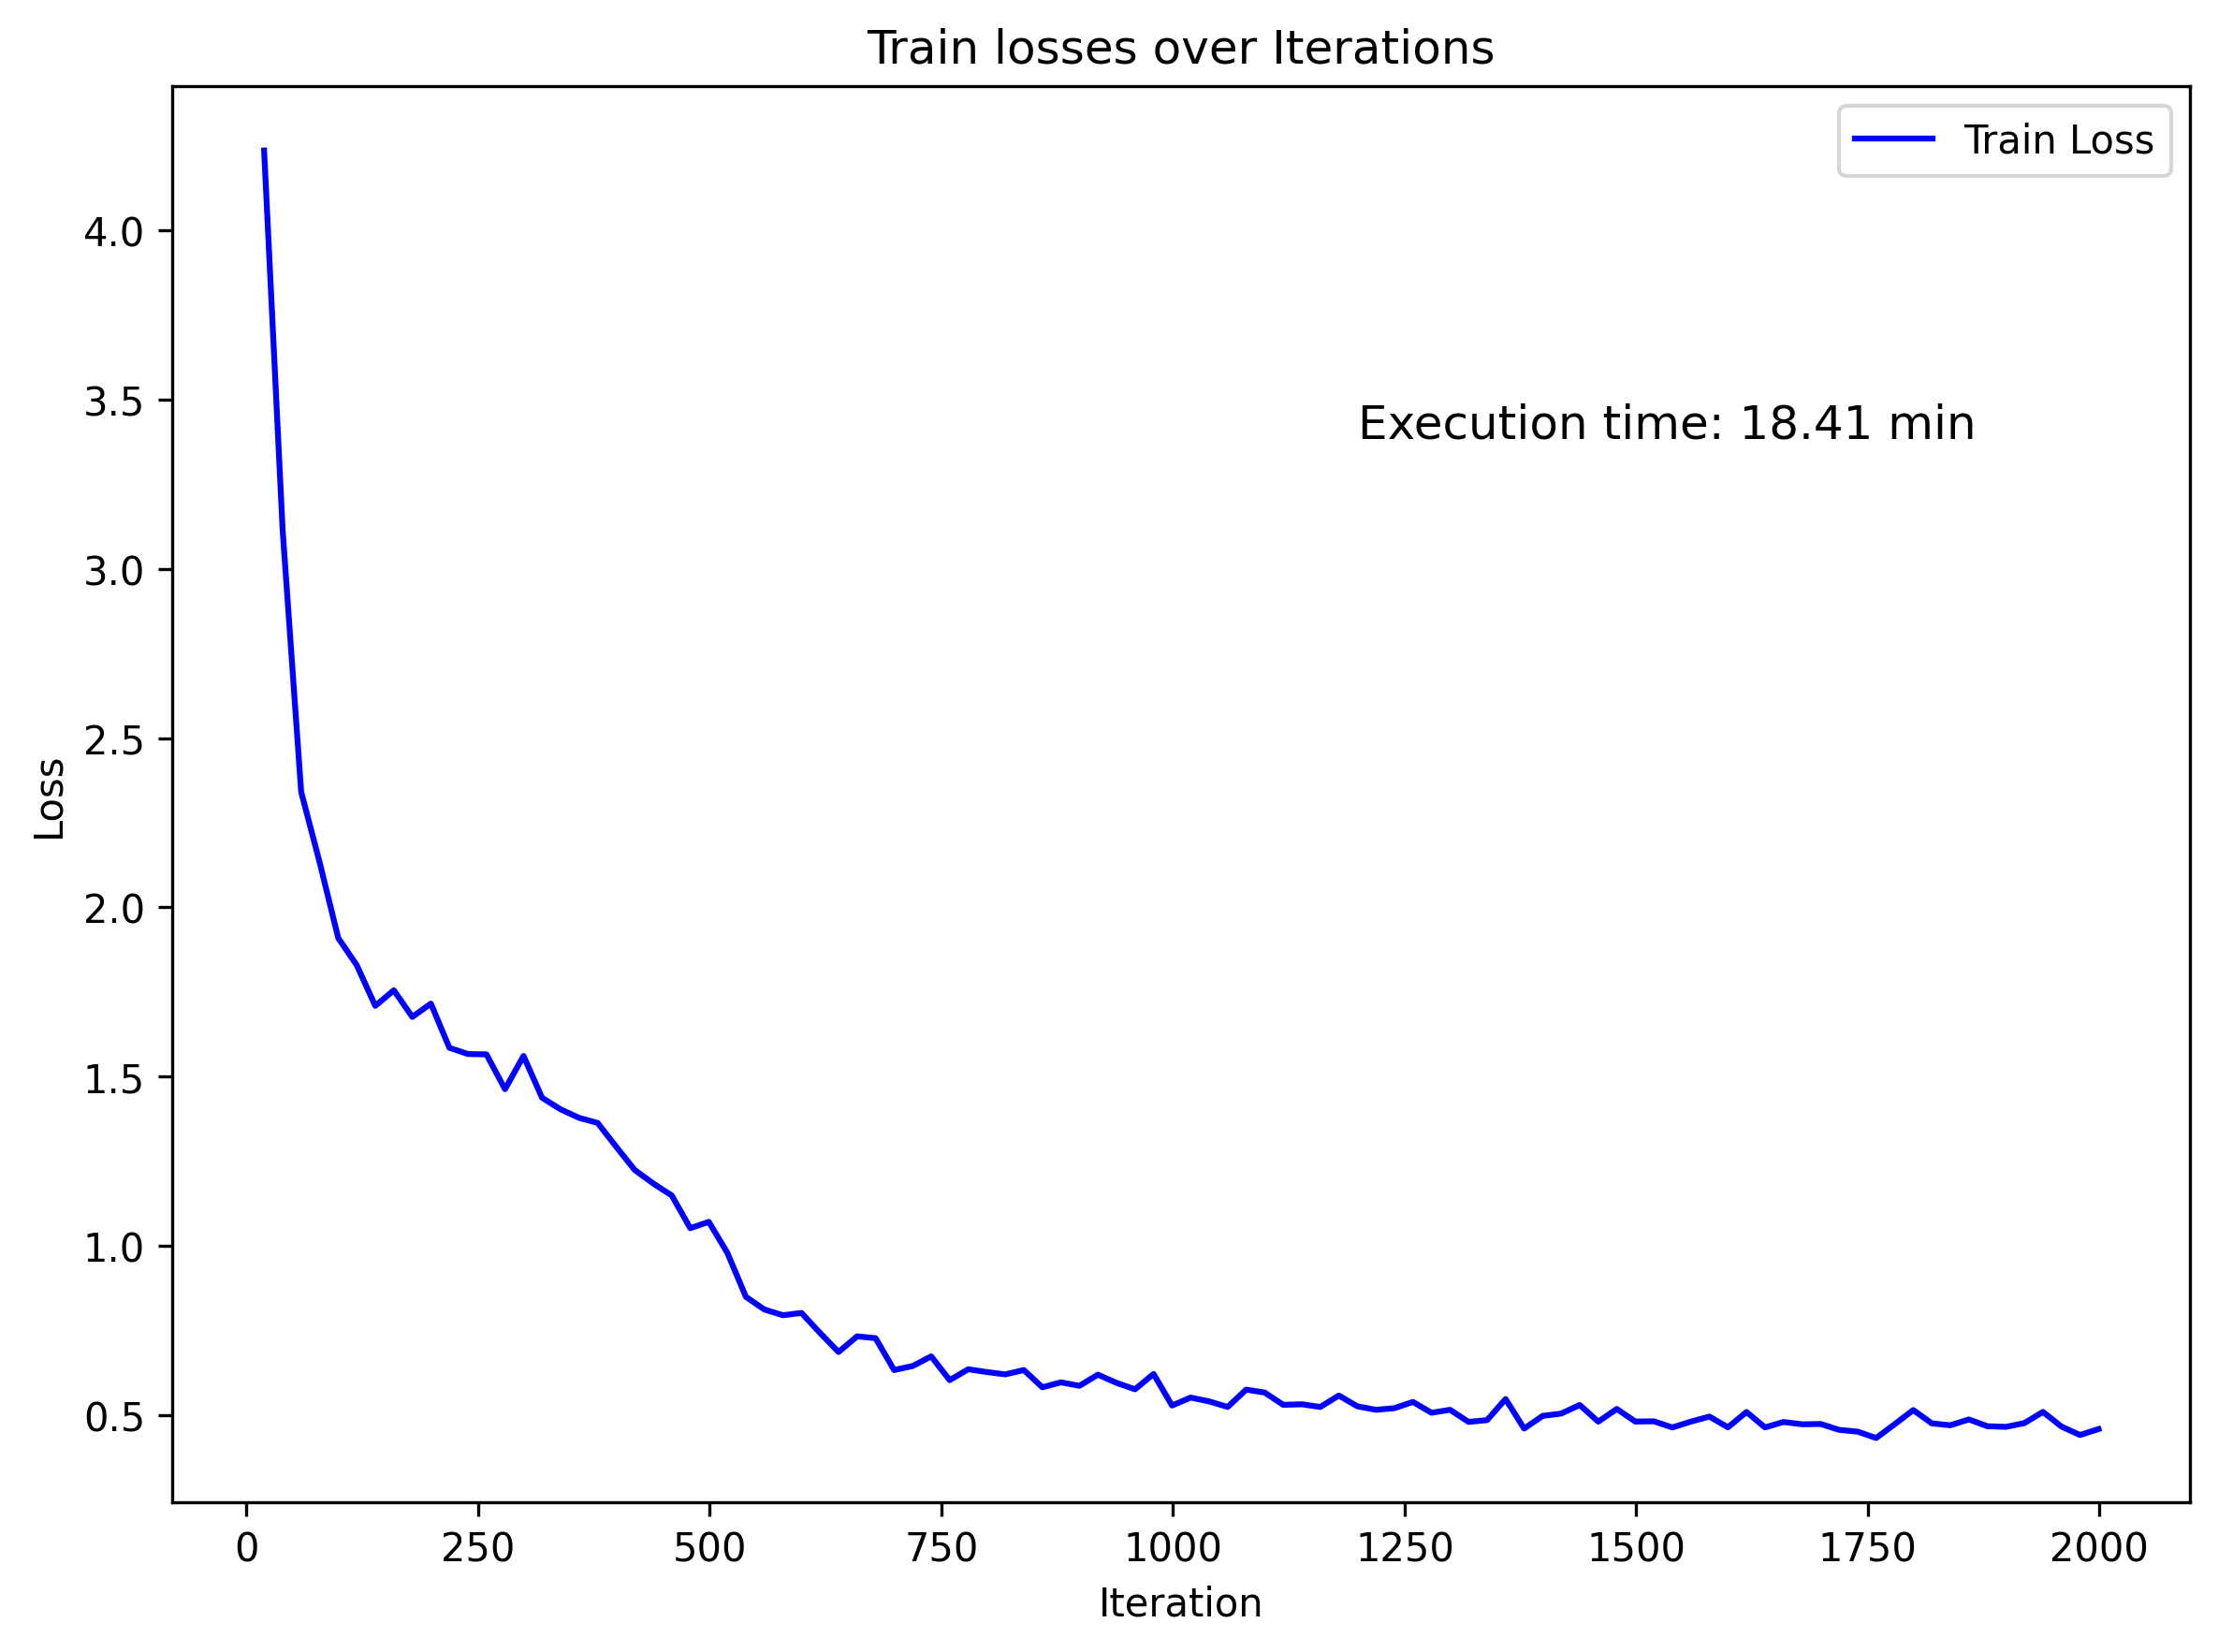 Train losses over Iterations
Train Loss
Execution time: 18.41 min
4.0
3.5
3.0
2.5
2.0
1.5
1.0
0.5
Loss
0 250 500 750 1000 1250 1500 1750 2000
Iteration